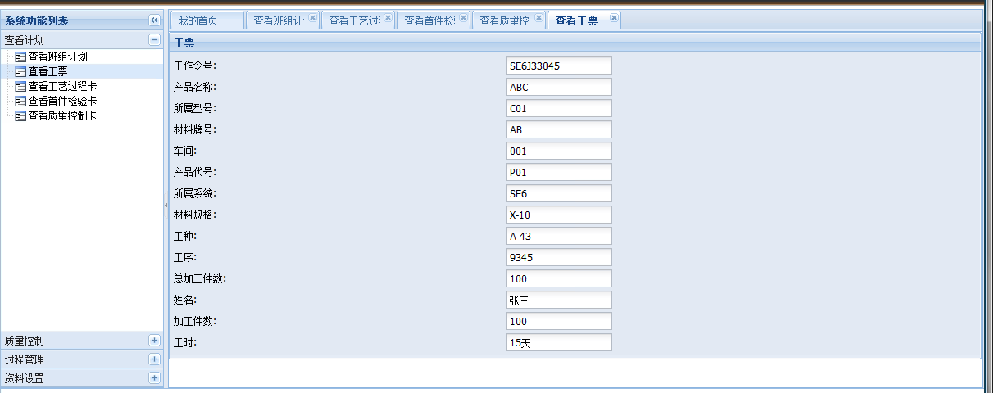 系统功能列表
查看计划
查看班组计划
查看工票
查看工艺过程卡
查看首件检验卡
查看质量控制卡
质量控制
过程管理
资料设置
我的首页 查看班组计 查看工艺过 查看首件检 查看质量控 查看工票
工票
工作令号: SE6J33045
产品名称: ABC
所属型号: C01
材料牌号: AB
车间: 001
产品代号: P01
所属系统: SE6
材料规格: X-10
工种: A-43
工序: 9345
总加工件数: 100
姓名: 张三
加工件数: 100
工时: 15天